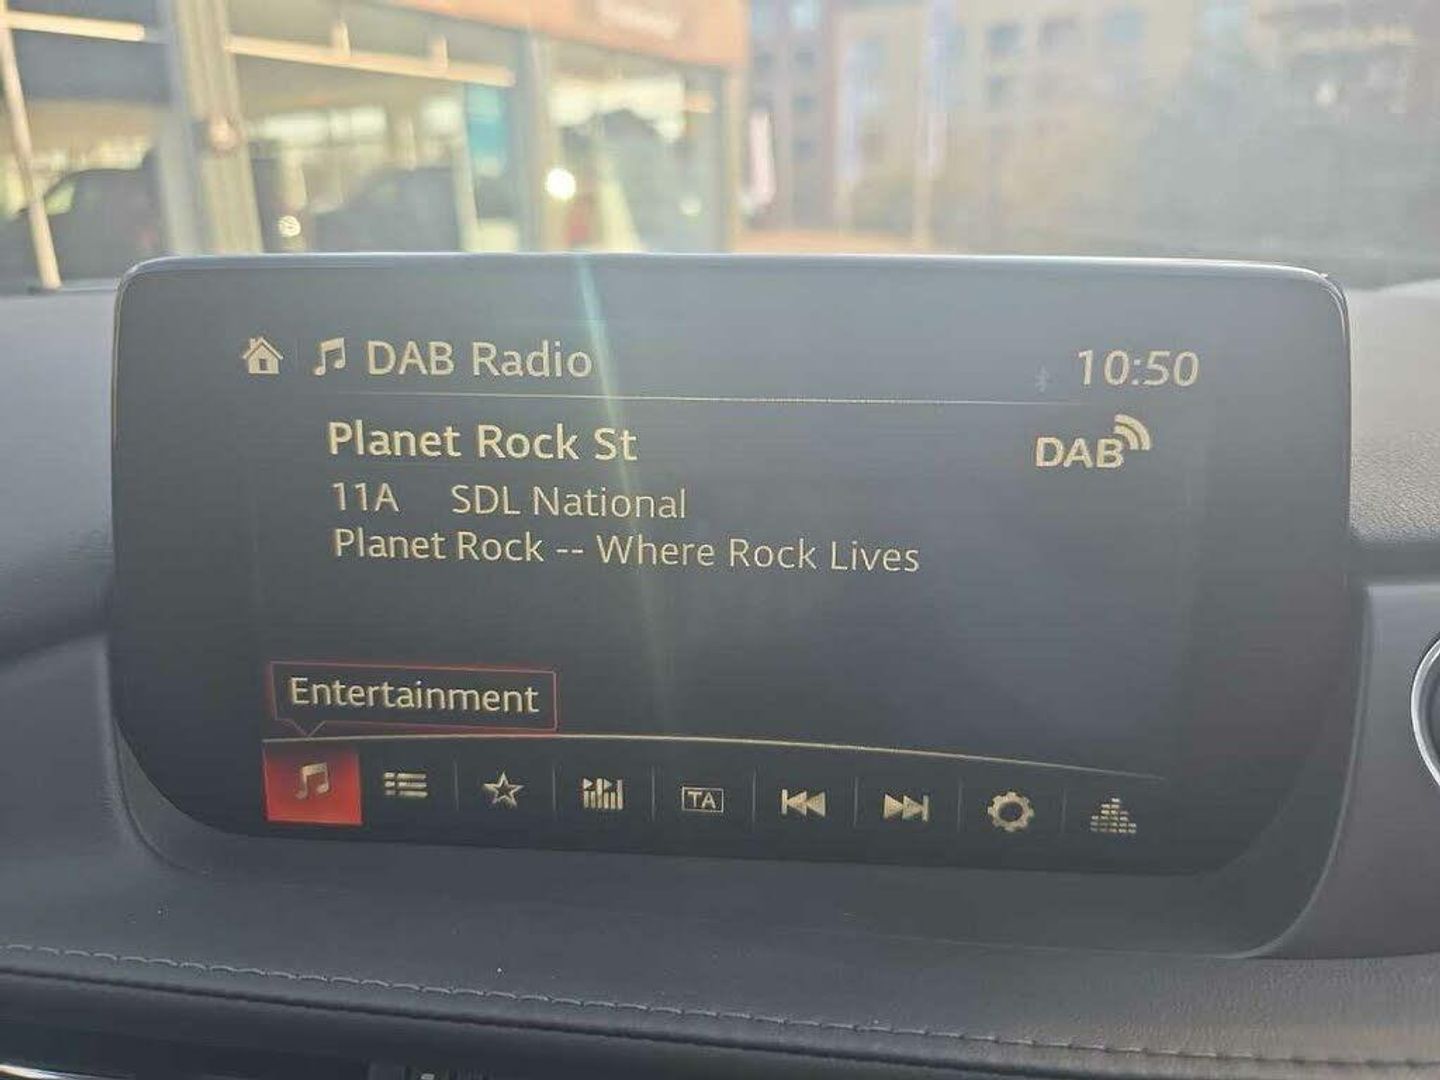 DAB Radio 10:50
Planet Rock St DAB
11A SDL National
Planet Rock -- Where Rock Lives
Entertainment
TA